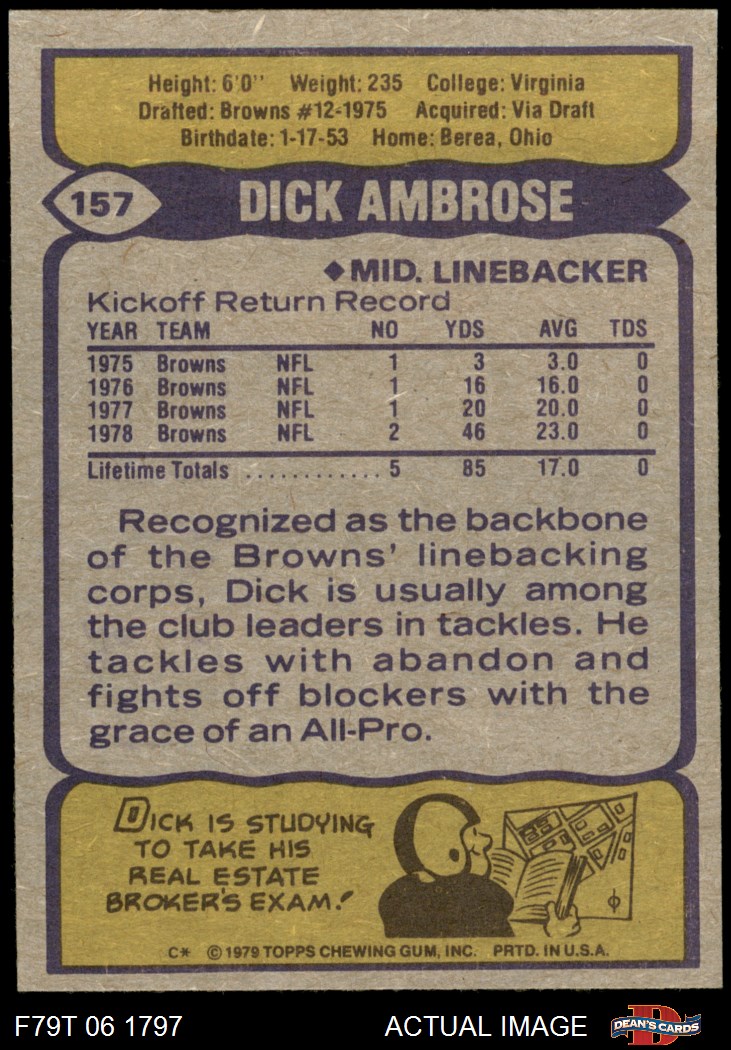 Height: 6'0'' Weight: 235 College: Virginia
Drafted: Browns #12-1975 Acquired: Via Draft
Birthdate: 1-17-53 Home: Berea, Ohio
157 DICK AMBROSE
◆MID. LINEBACKER
Kickoff Return Record
YEAR TEAM NO YDS AVG TDS
1975 Browns NFL 1 3 3.0 0
1976 Browns NFL 1 16 16.0 0
1977 Browns NFL 1 20 20.0 0
1978 Browns NFL 2 46 23.0 0
Lifetime Totals ............ 5 85 17.0 0
Recognized as the backbone
of the Browns' linebacking
corps, Dick is usually among
the club leaders in tackles. He
tackles with abandon and
fights off blockers with the
grace of an All-Pro.
DICK IS STUDYING
TO TAKE HIS
REAL ESTATE
BROKER'S EXAM!
C* © 1979 TOPPS CHEWING GUM, INC. PRTD. IN U.S.A.
F79T 06 1797 ACTUAL IMAGE D DEAN'S CARDS